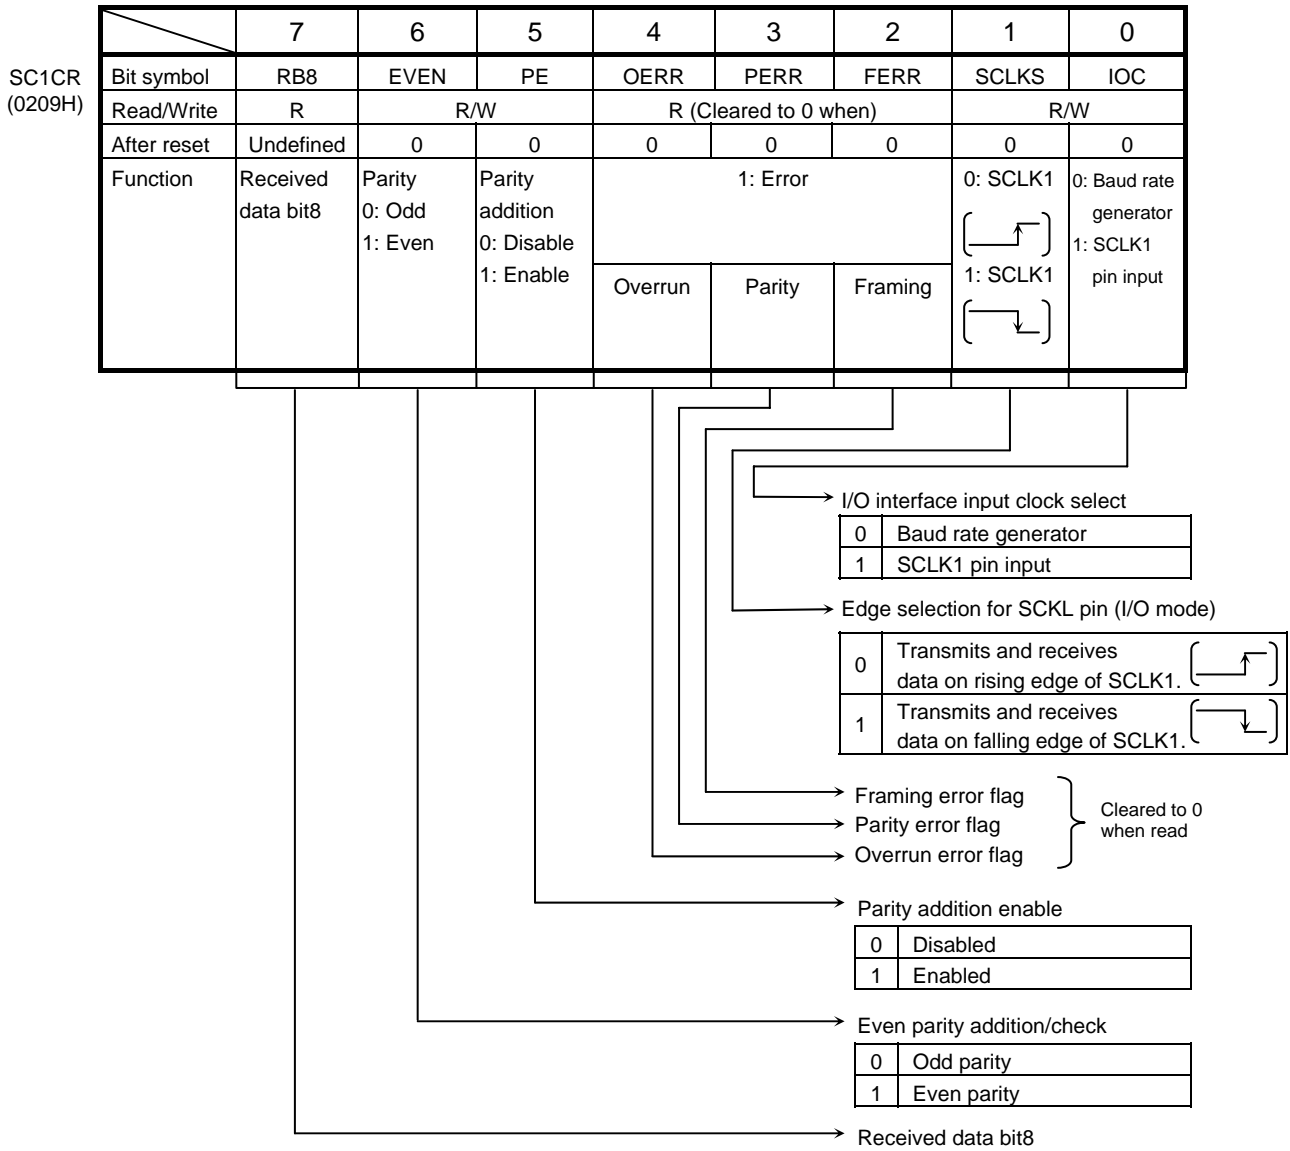 7 6 5 4 3 2 1 0
SC1CR
(0209H)
Bit symbol RB8 EVEN PE OERR PERR FERR SCLKS IOC
Read/Write R R/W R (Cleared to 0 when) R/W
After reset Undefined 0 0 0 0 0 0 0
Function
Received
data bit8
Parity
0: Odd
1: Even
Parity
addition
0: Disable
1: Enable
1: Error
Overrun Parity Framing
0: SCLK1
1: SCLK1
0: Baud rate
generator
1: SCLK1
pin input
I/O interface input clock select
0 Baud rate generator
1 SCLK1 pin input
Edge selection for SCKL pin (I/O mode)
0 Transmits and receives
data on rising edge of SCLK1.
1 Transmits and receives
data on falling edge of SCLK1.
Framing error flag
Parity error flag
Overrun error flag
Cleared to 0
when read
Parity addition enable
0 Disabled
1 Enabled
Even parity addition/check
0 Odd parity
1 Even parity
Received data bit8